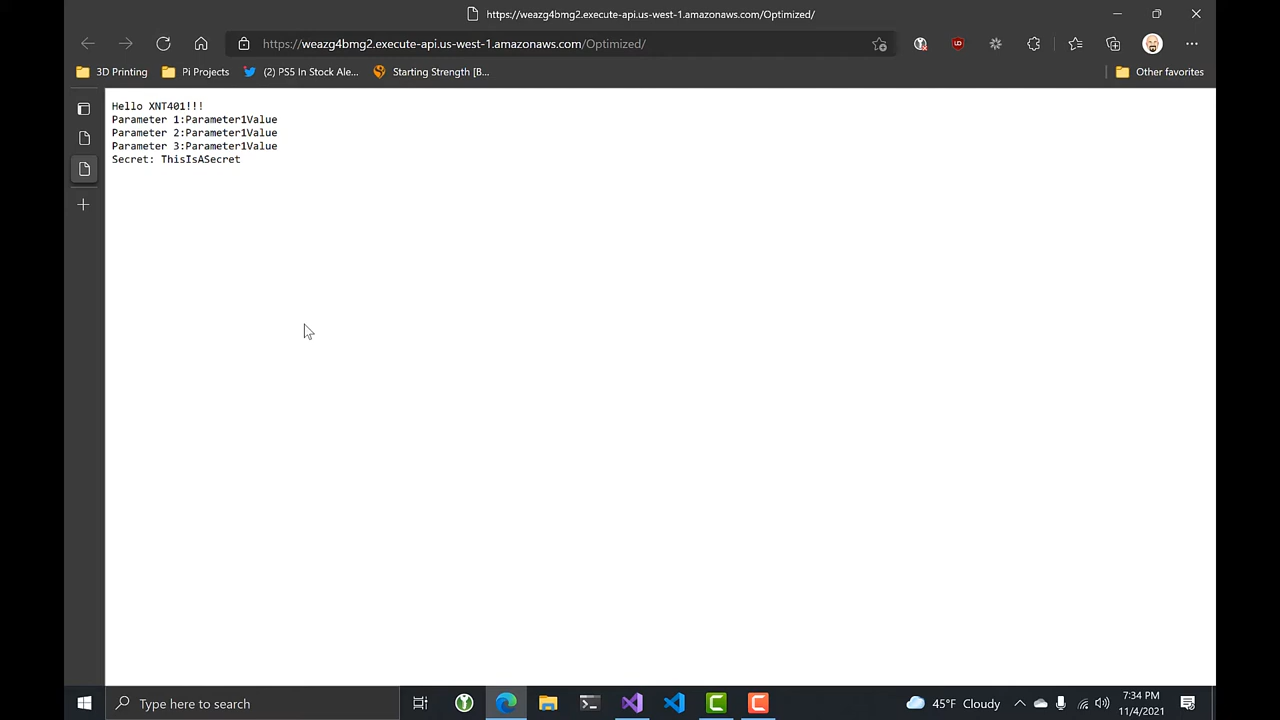 https://weazg4bmg2.execute-api.us-west-1.amazonaws.com/Optimized/
https://weazg4bmg2.execute-api.us-west-1.amazonaws.com/Optimized/
3D Printing Pi Projects (2) PS5 In Stock Ale... Starting Strength [B... Other favorites
Hello XNT401!!!
Parameter 1:Parameter1Value
Parameter 2:Parameter1Value
Parameter 3:Parameter1Value
Secret: ThisIsASecret
Type here to search
45°F Cloudy
7:34 PM
11/4/2021